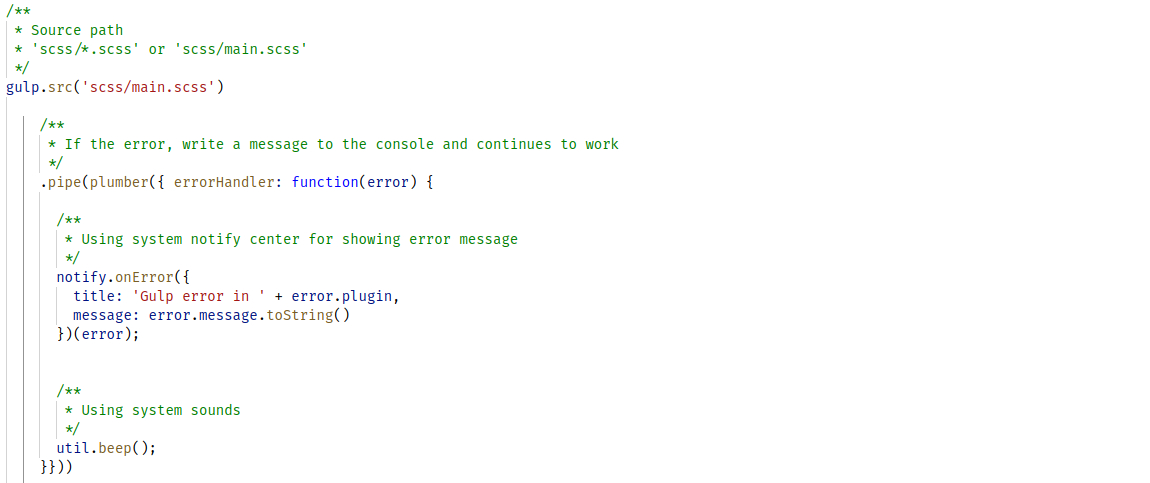 /**
 * Source path
 * 'scss/*.scss' or 'scss/main.scss'
 */
gulp.src('scss/main.scss')
    /**
     * If the error, write a message to the console and continues to work
     */
    .pipe(plumber({ errorHandler: function(error) {
      /**
       * Using system notify center for showing error message
       */
      notify.onError({
        title: 'Gulp error in ' + error.plugin,
        message: error.message.toString()
      })(error);
      /**
       * Using system sounds
       */
      util.beep();
    }}))